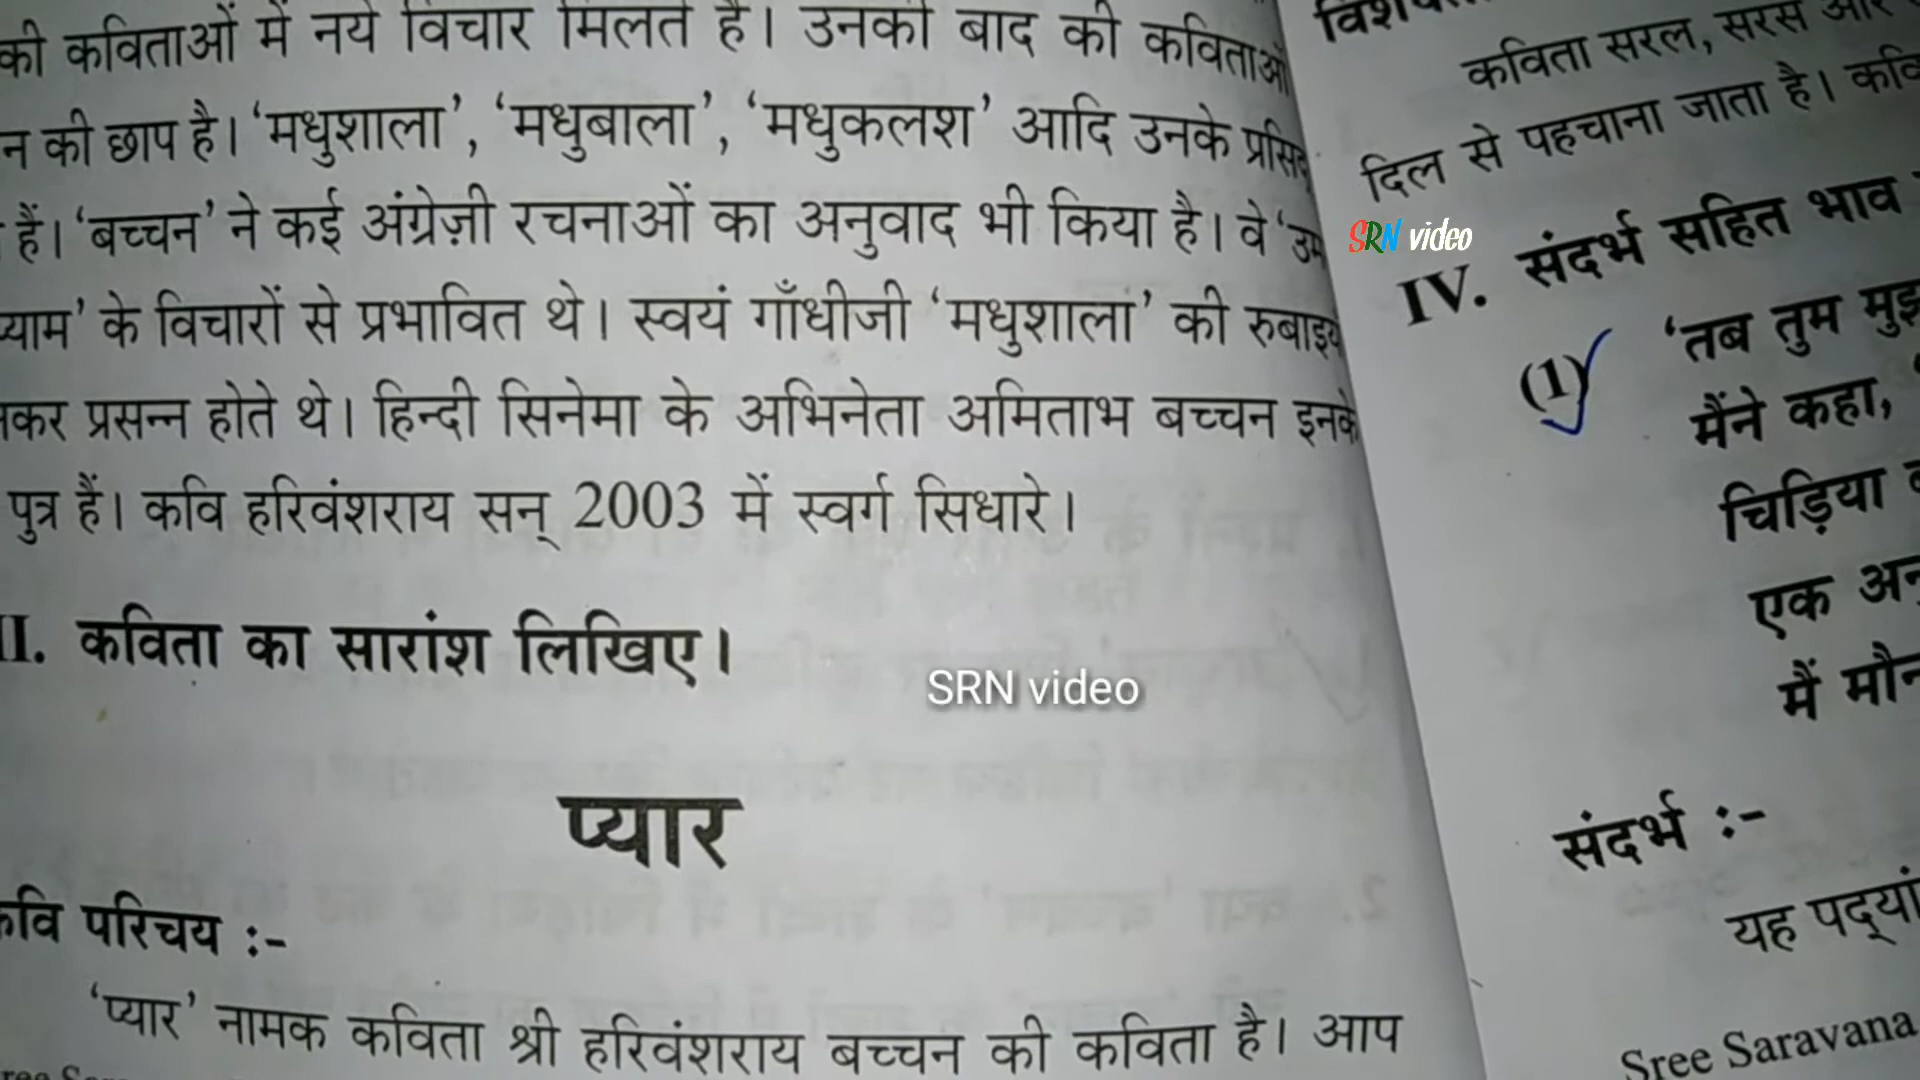 की कविताओं में नये विचार मिलते हैं। उनकी बाद की कविताओं
न की छाप है। ‘मधुशाला’, ‘मधुबाला’, ‘मधुकलश’ आदि उनके
हैं। ‘बच्चन’ ने कई अंग्रेज़ी रचनाओं का अनुवाद भी किया है। वे
के विचारों से प्रभावित थे। स्वयं गाँधीजी ‘मधुशाला’ की
प्रसन्न होते थे। हिन्दी सिनेमा के अभिनेता अमिताभ बच्चन इनके
पुत्र हैं। कवि हरिवंशराय सन् 2003 में स्वर्ग सिधारे।
II. कविता का सारांश लिखिए।
SRN video
प्यार
कवि परिचय :-
‘प्यार’ नामक कविता श्री हरिवंशराय बच्चन की कविता है। आप
कविता सरल, सरस और
दिल से पहचाना जाता है।
SRN video
IV. संदर्भ सहित भाव
(1) ‘तब तुम
मैंने कहा,
चिड़िया
एक
मैं
संदर्भ :-
यह
Sree Saravana